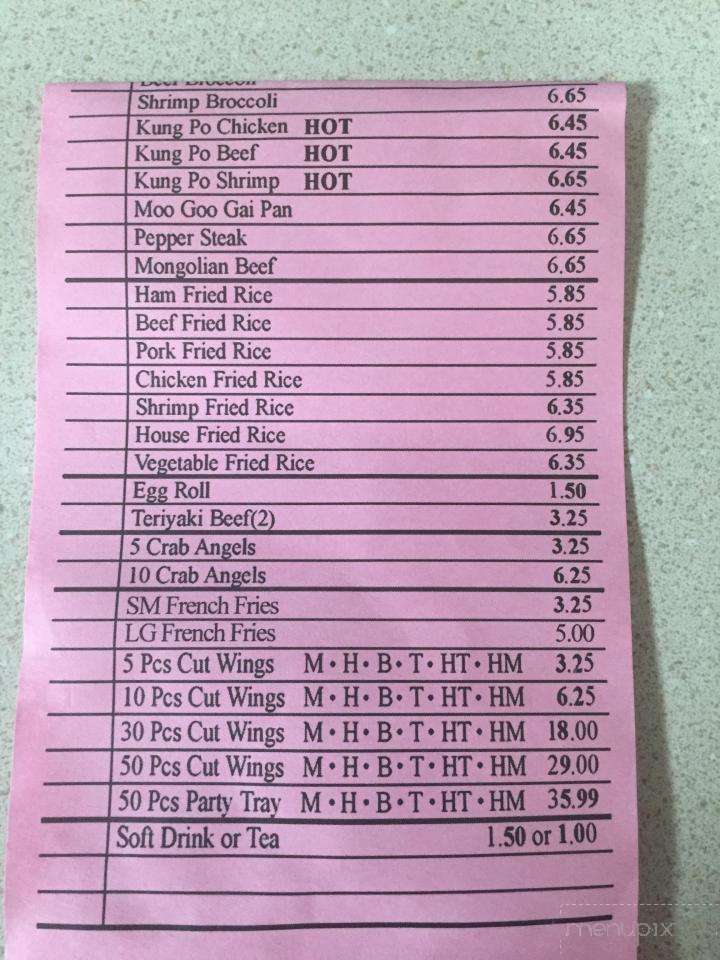 Beef Broccoli
Shrimp Broccoli 6.65
Kung Po Chicken HOT 6.45
Kung Po Beef HOT 6.45
Kung Po Shrimp HOT 6.65
Moo Goo Gai Pan 6.45
Pepper Steak 6.65
Mongolian Beef 6.65
Ham Fried Rice 5.85
Beef Fried Rice 5.85
Pork Fried Rice 5.85
Chicken Fried Rice 5.85
Shrimp Fried Rice 6.35
House Fried Rice 6.95
Vegetable Fried Rice 6.35
Egg Roll 1.50
Teriyaki Beef(2) 3.25
5 Crab Angels 3.25
10 Crab Angels 6.25
SM French Fries 3.25
LG French Fries 5.00
5 Pcs Cut Wings M • H • B • T • HT • HM 3.25
10 Pcs Cut Wings M • H • B • T • HT • HM 6.25
30 Pcs Cut Wings M • H • B • T • HT • HM 18.00
50 Pcs Cut Wings M • H • B • T • HT • HM 29.00
50 Pcs Party Tray M • H • B • T • HT • HM 35.99
Soft Drink or Tea 1.50 or 1.00
menupix